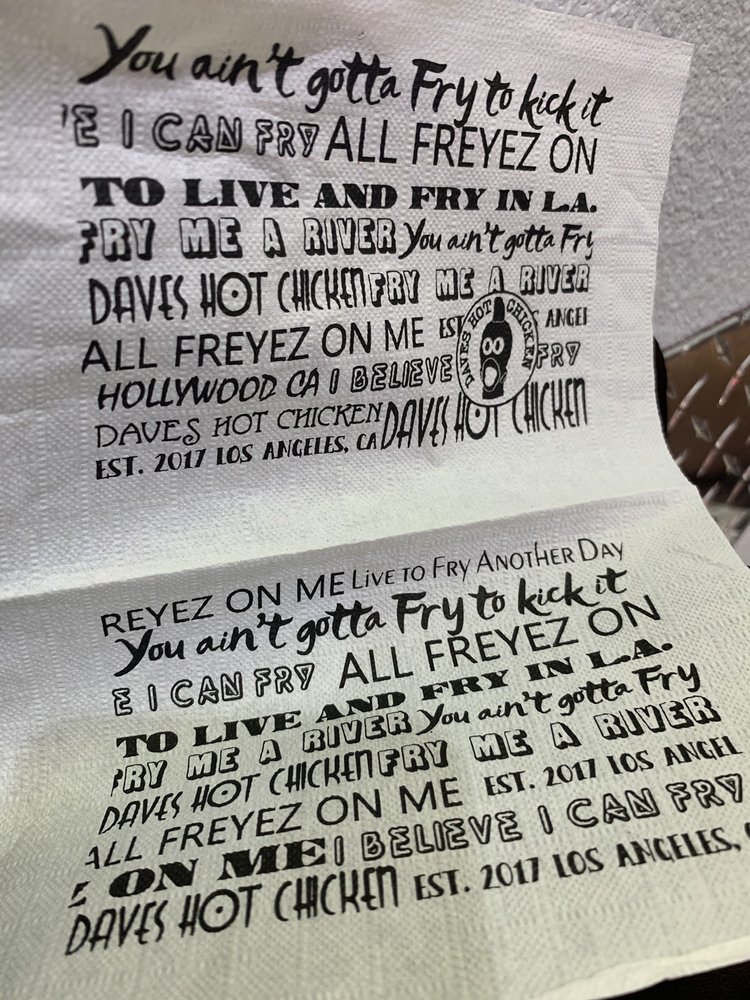 You ain't gotta Fry to kick it
E I CAN FRY ALL FREYEZ ON
TO LIVE AND FRY IN L.A.
FRY ME A RIVER You ain't gotta Fry
DAVES HOT CHICKEN FRY ME A RIVER
ALL FREYEZ ON ME EST ANGEL
HOLLYWOOD CA I BELIEVE FRY
DAVES HOT CHICKEN
DAVES HOT CHICKEN DAVES HOT CHICKEN
EST. 2017 LOS ANGELES, CA
REYEZ ON ME LIVE TO FRY ANOTHER DAY
You ain't gotta Fry to kick it
E I CAN FRY ALL FREYEZ ON
TO LIVE AND FRY IN L.A.
FRY ME A RIVER You ain't gotta Fry
DAVES HOT CHICKEN FRY ME A RIVER
ALL FREYEZ ON ME EST. 2017 LOS ANGEL
Z ON ME I BELIEVE I CAN FRY
DAVES HOT CHICKEN EST. 2017 LOS ANGELES,